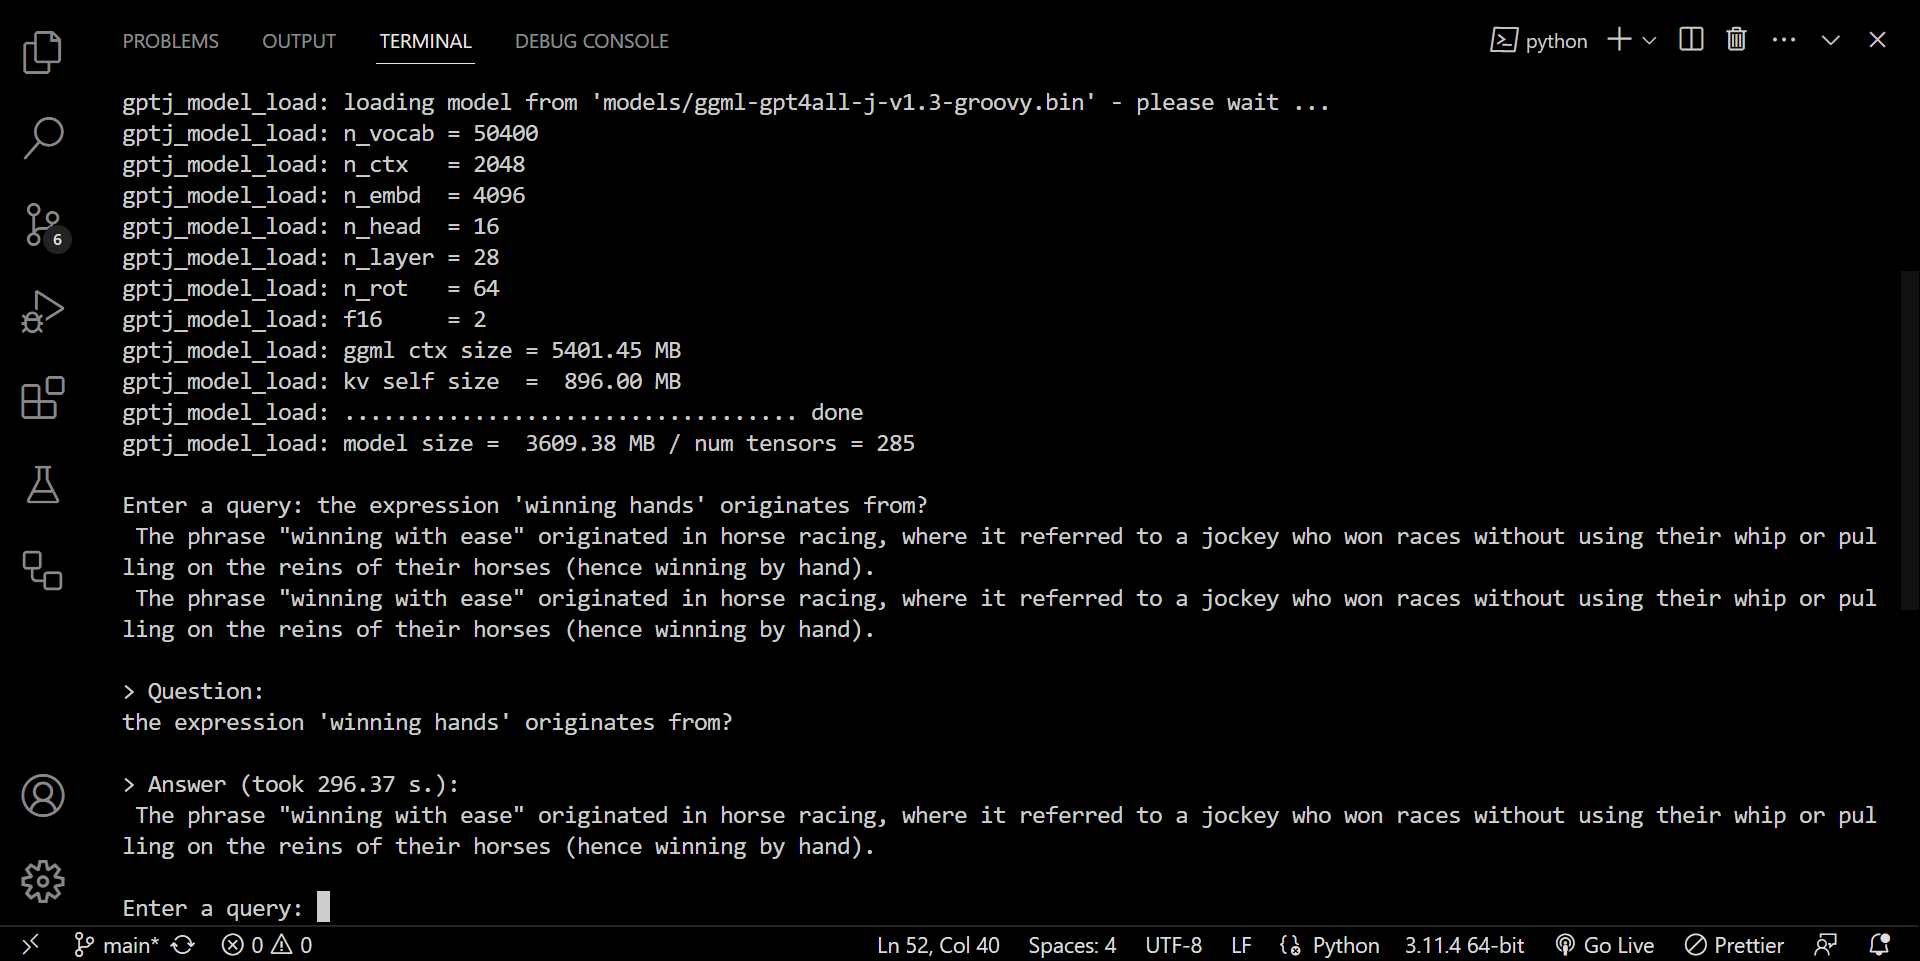 PROBLEMS OUTPUT TERMINAL DEBUG CONSOLE python
gptj_model_load: loading model from 'models/ggml-gpt4all-j-v1.3-groovy.bin' - please wait ...
gptj_model_load: n_vocab = 50400
gptj_model_load: n_ctx   = 2048
gptj_model_load: n_embd  = 4096
gptj_model_load: n_head  = 16
gptj_model_load: n_layer = 28
gptj_model_load: n_rot   = 64
gptj_model_load: f16     = 2
gptj_model_load: ggml ctx size = 5401.45 MB
gptj_model_load: kv self size  =  896.00 MB
gptj_model_load: ................................... done
gptj_model_load: model size =  3609.38 MB / num tensors = 285
6
Enter a query: the expression 'winning hands' originates from?
The phrase "winning with ease" originated in horse racing, where it referred to a jockey who won races without using their whip or pul
ling on the reins of their horses (hence winning by hand).
The phrase "winning with ease" originated in horse racing, where it referred to a jockey who won races without using their whip or pul
ling on the reins of their horses (hence winning by hand).
> Question:
the expression 'winning hands' originates from?
> Answer (took 296.37 s.):
The phrase "winning with ease" originated in horse racing, where it referred to a jockey who won races without using their whip or pul
ling on the reins of their horses (hence winning by hand).
Enter a query:
main* 0 0 Ln 52, Col 40 Spaces: 4 UTF-8 LF Python 3.11.4 64-bit Go Live Prettier